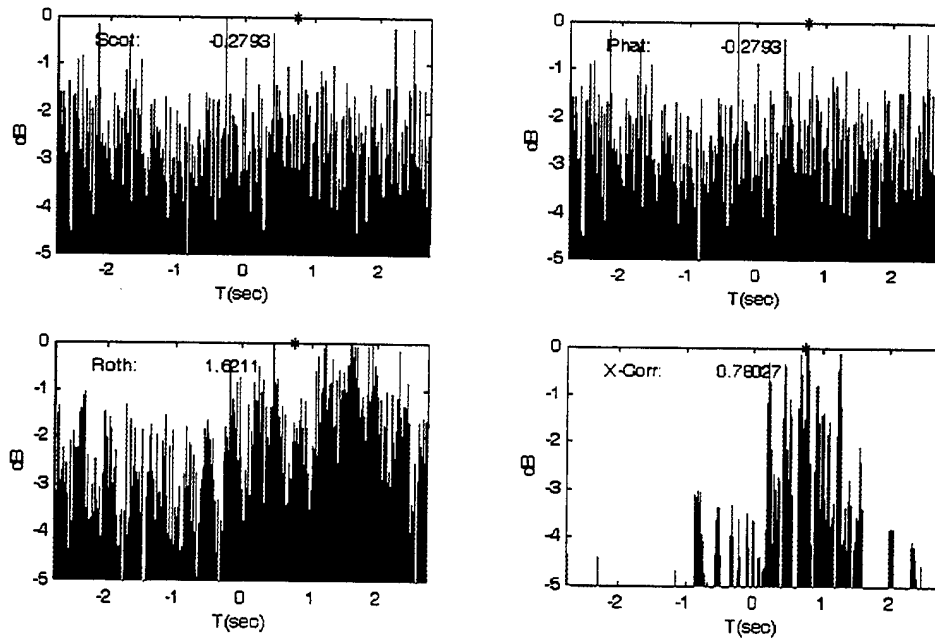 0
Scot: -0.2793
-1
-2
dB
-3
-4
-5
-2 -1 0 1 2
T(sec)
0
Phat: -0.2793
-1
-2
dB
-3
-4
-5
-2 -1 0 1 2
T(sec)
0
Roth: 1.6211
-1
-2
dB
-3
-4
-5
-2 -1 0 1 2
T(sec)
0
X-Corr: 0.78027
-1
-2
dB
-3
-4
-5
-2 -1 0 1 2
T(sec)